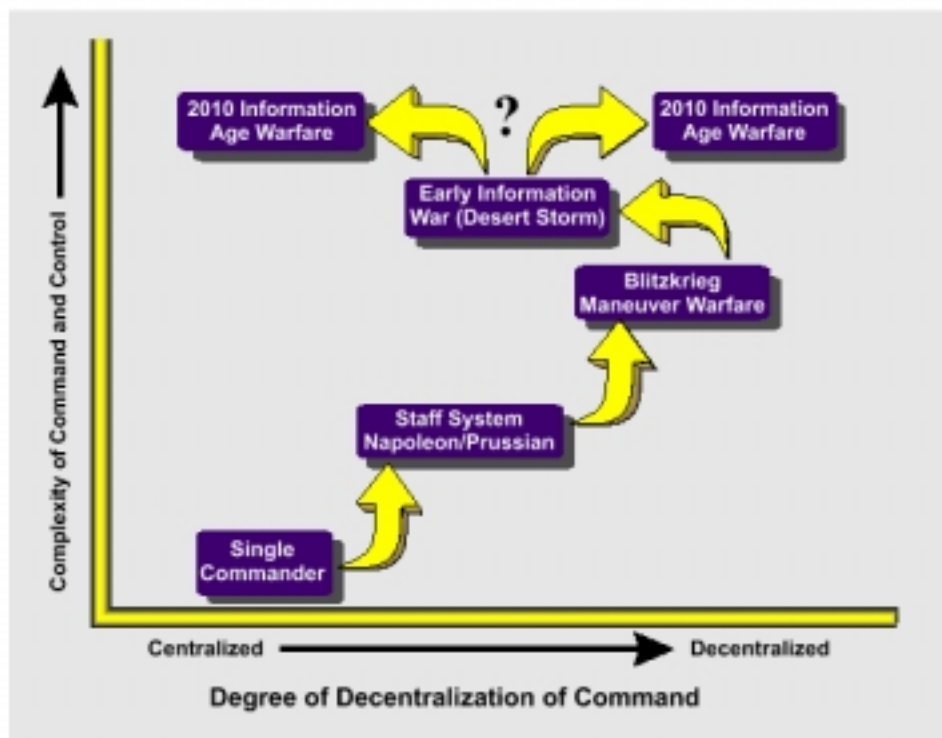 2010 Information
Age Warfare
?
2010 Information
Age Warfare
Early Information
War (Desert Storm)
Blitzkrieg
Maneuver Warfare
Staff System
Napoleon/Prussian
Single
Commander
Complexity of Command and Control
Centralized
Decentralized
Degree of Decentralization of Command